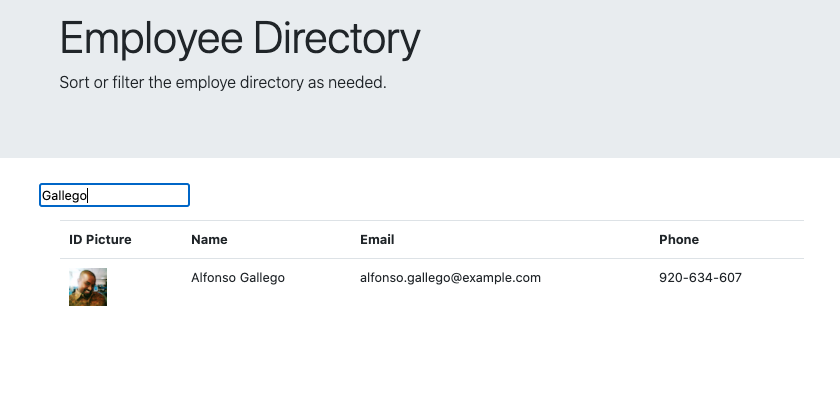 Employee Directory
Sort or filter the employe directory as needed.
Gallego
ID Picture Name Email Phone
Alfonso Gallego alfonso.gallego@example.com 920-634-607